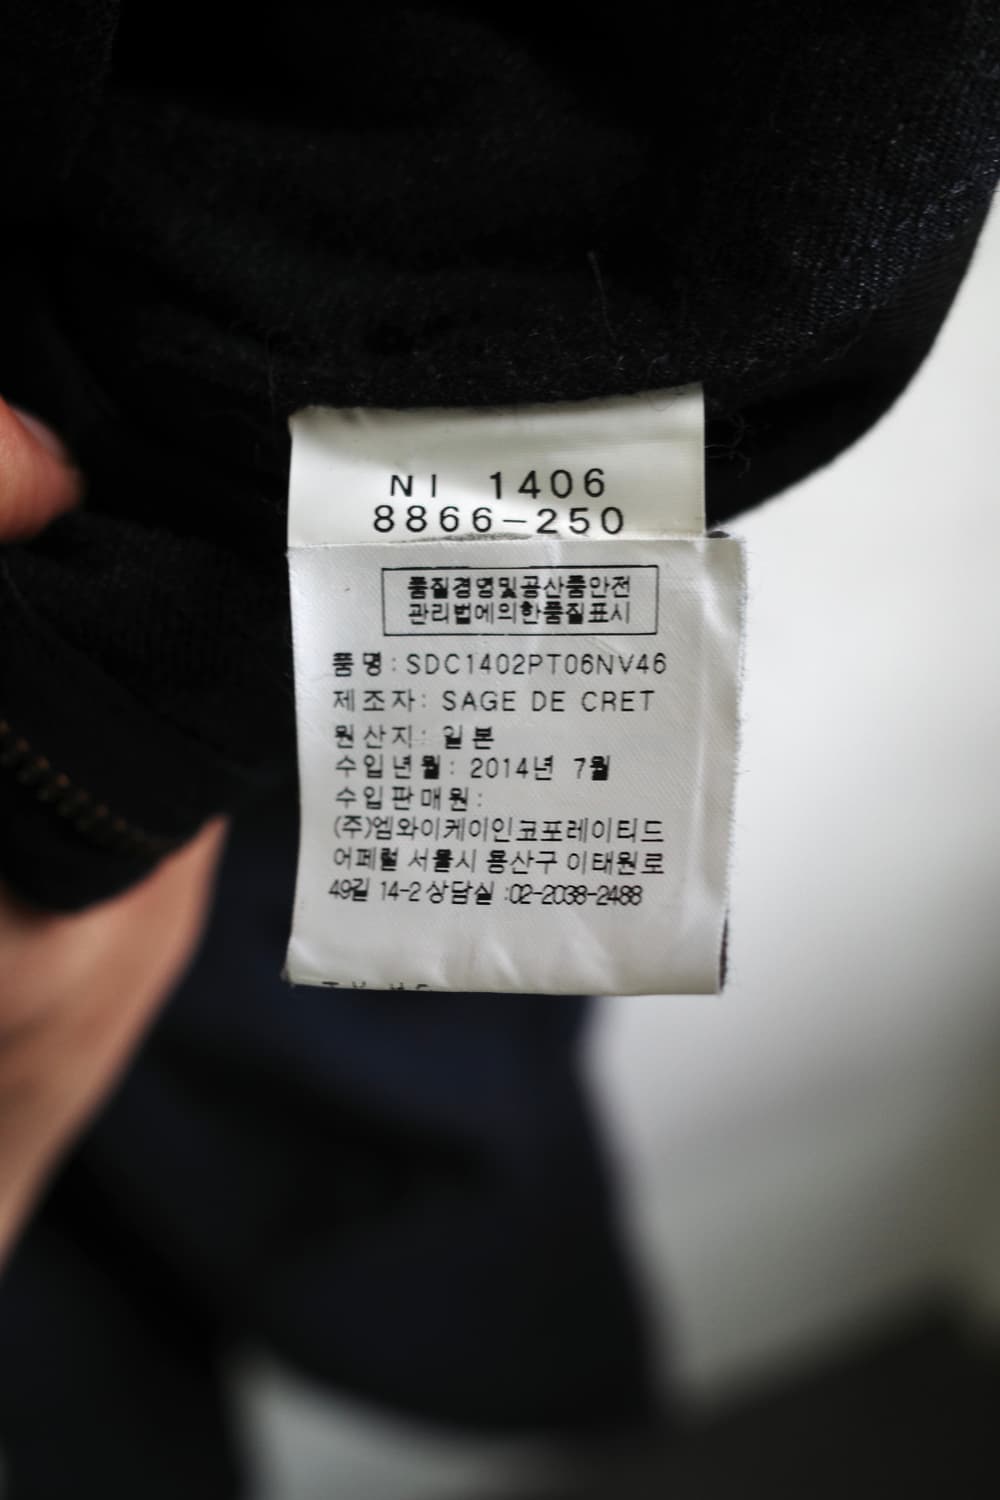 NI 1406
8866-250
품질경영및공산품안전
관리법에의한품질표시
품 명 : SDC1402PT06NV46
제조자: SAGE DE CRET
원산지: 일본
수입년월: 2014년 7월
수입판매원:
(주)엠와이케이인코포레이티드
어페럴 서울시 용산구 이태원로
49길 14-2 상담실 :02-2038-2488